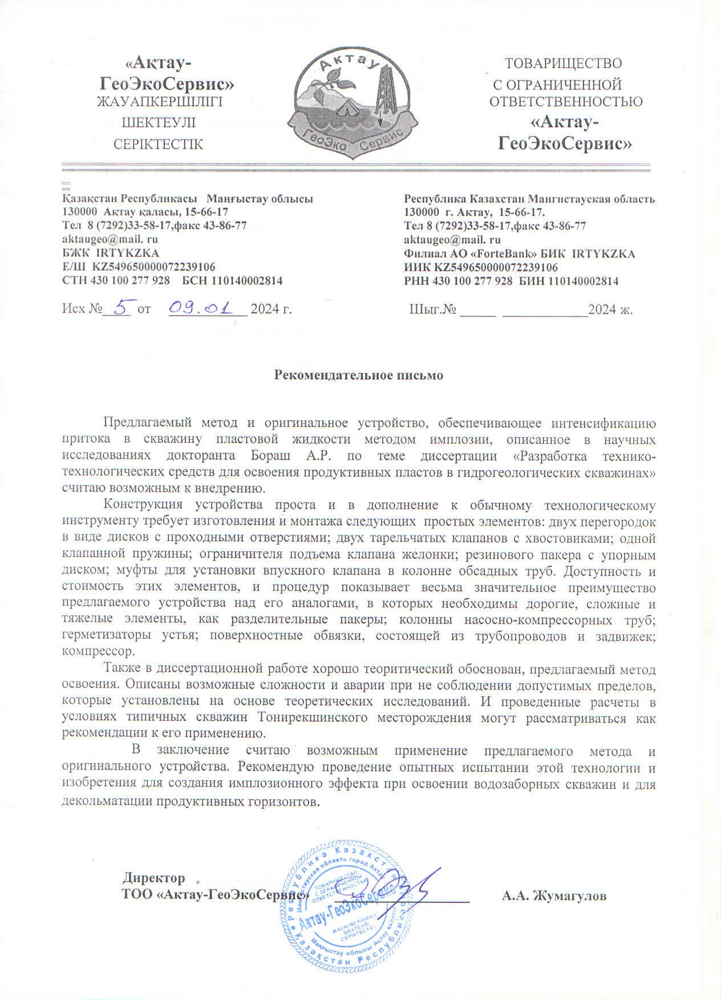 «Ақтау-
ГеоЭкоСервис»
ЖАУАПКЕРШІЛІГІ
ШЕКТЕУЛІ
СЕРІКТЕСТІК
Актау
ГеоЭко Сервис
ТОВАРИЩЕСТВО
С ОГРАНИЧЕННОЙ
ОТВЕТСТВЕННОСТЬЮ
«Актау-
ГеоЭкоСервис»
Қазақстан Республикасы Маңғыстау облысы
130000 Ақтау қаласы, 15-66-17
Тел 8 (7292)33-58-17,факс 43-86-77
aktaugeo@mail. ru
БЖК IRTYKZKA
Е/Ш KZ549650000072239106
СТН 430 100 277 928 БСН 110140002814
Республика Казахстан Мангистауская область
130000 г. Актау, 15-66-17.
Тел 8 (7292)33-58-17,факс 43-86-77
aktaugeo@mail. ru
Филиал АО «ForteBank» БИК IRTYKZKA
ИИК KZ549650000072239106
РНН 430 100 277 928 БИН 110140002814
Исх № 5 от 09.01 2024 г.
Шыг.№ _____ ____________2024 ж.
Рекомендательное письмо
Предлагаемый метод и оригинальное устройство, обеспечивающее интенсификацию
притока в скважину пластовой жидкости методом имплозии, описанное в научных
исследованиях докторанта Бораш А.Р. по теме диссертации «Разработка технико-
технологических средств для освоения продуктивных пластов в гидрогеологических скважинах»
считаю возможным к внедрению.
Конструкция устройства проста и в дополнение к обычному технологическому
инструменту требует изготовления и монтажа следующих простых элементов: двух перегородок
в виде дисков с проходными отверстиями; двух тарельчатых клапанов с хвостовиками; одной
клапанной пружины; ограничителя подъема клапана желонки; резинового пакера с упорным
диском; муфты для установки впускного клапана в колонне обсадных труб. Доступность и
стоимость этих элементов, и процедур показывает весьма значительное преимущество
предлагаемого устройства над его аналогами, в которых необходимы дорогие, сложные и
тяжелые элементы, как разделительные пакеры; колонны насосно-компрессорных труб;
герметизаторы устья; поверхностные обвязки, состоящей из трубопроводов и задвижек;
компрессор.
Также в диссертационной работе хорошо теоритический обоснован, предлагаемый метод
освоения. Описаны возможные сложности и аварии при не соблюдении допустимых пределов,
которые установлены на основе теоретических исследований. И проведенные расчеты в
условиях типичных скважин Тонирекшинского месторождения могут рассматриваться как
рекомендации к его применению.
В заключение считаю возможным применение предлагаемого метода и
оригинального устройства. Рекомендую проведение опытных испытании этой технологии и
изобретения для создания имплозионного эффекта при освоении водозаборных скважин и для
декольматации продуктивных горизонтов.
Директор
ТОО «Актау-ГеоЭкоСервис»
А.А. Жумагулов
Республика Казахстан
Мангистауская область город Актау
ТОВАРИЩЕСТВО
С ОГРАНИЧЕННОЙ
ОТВЕТСТВЕННОСТЬЮ
Актау-ГеоЭкоСервис
ЖАУАПКЕРШІЛІГІ
ШЕКТЕУЛІ
СЕРІКТЕСТІГІ
Маңғыстау облысы Ақтау қаласы
Қазақстан Республикасы